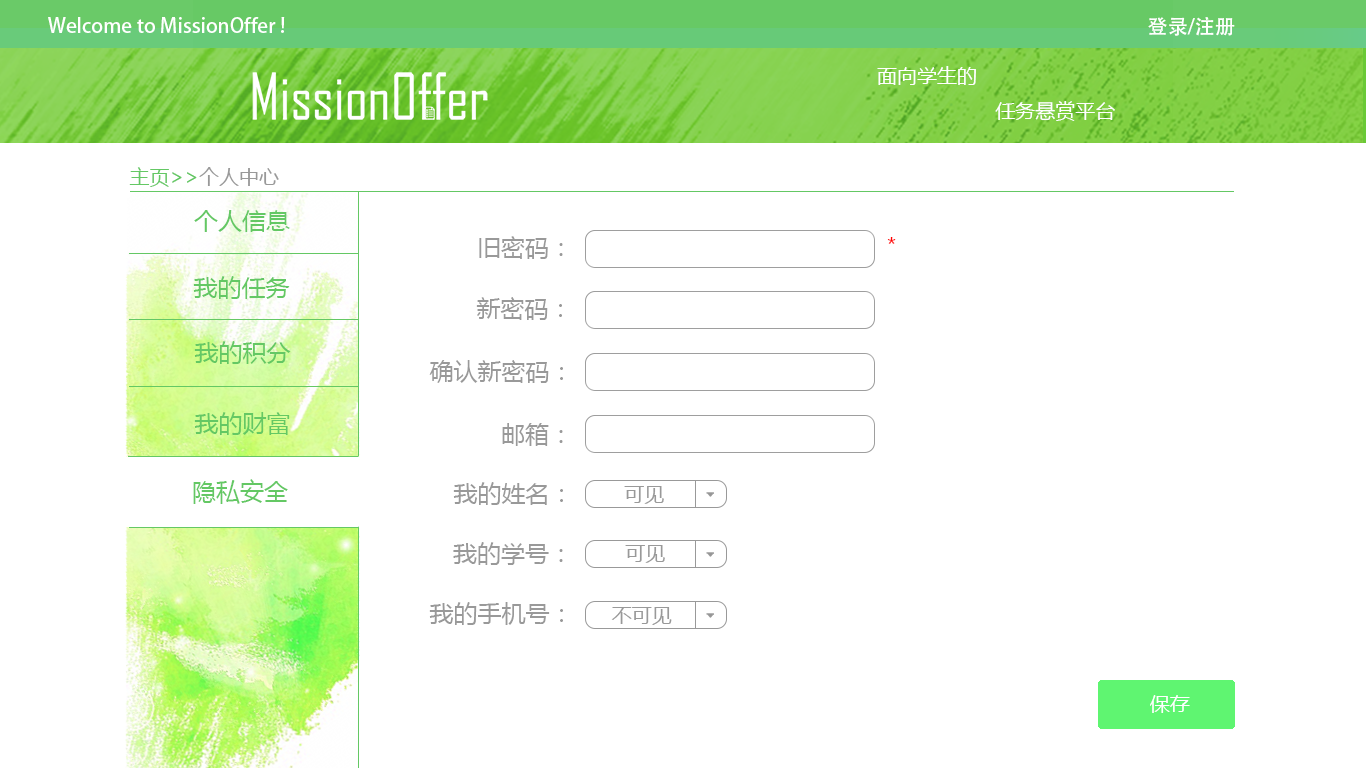 Welcome to MissionOffer !
登录/注册
MissionOffer
面向学生的
任务悬赏平台
主页>>个人中心
个人信息
我的任务
我的积分
我的财富
隐私安全
旧密码：
*
新密码：
确认新密码：
邮箱：
我的姓名：
可见
我的学号：
可见
我的手机号：
不可见
保存